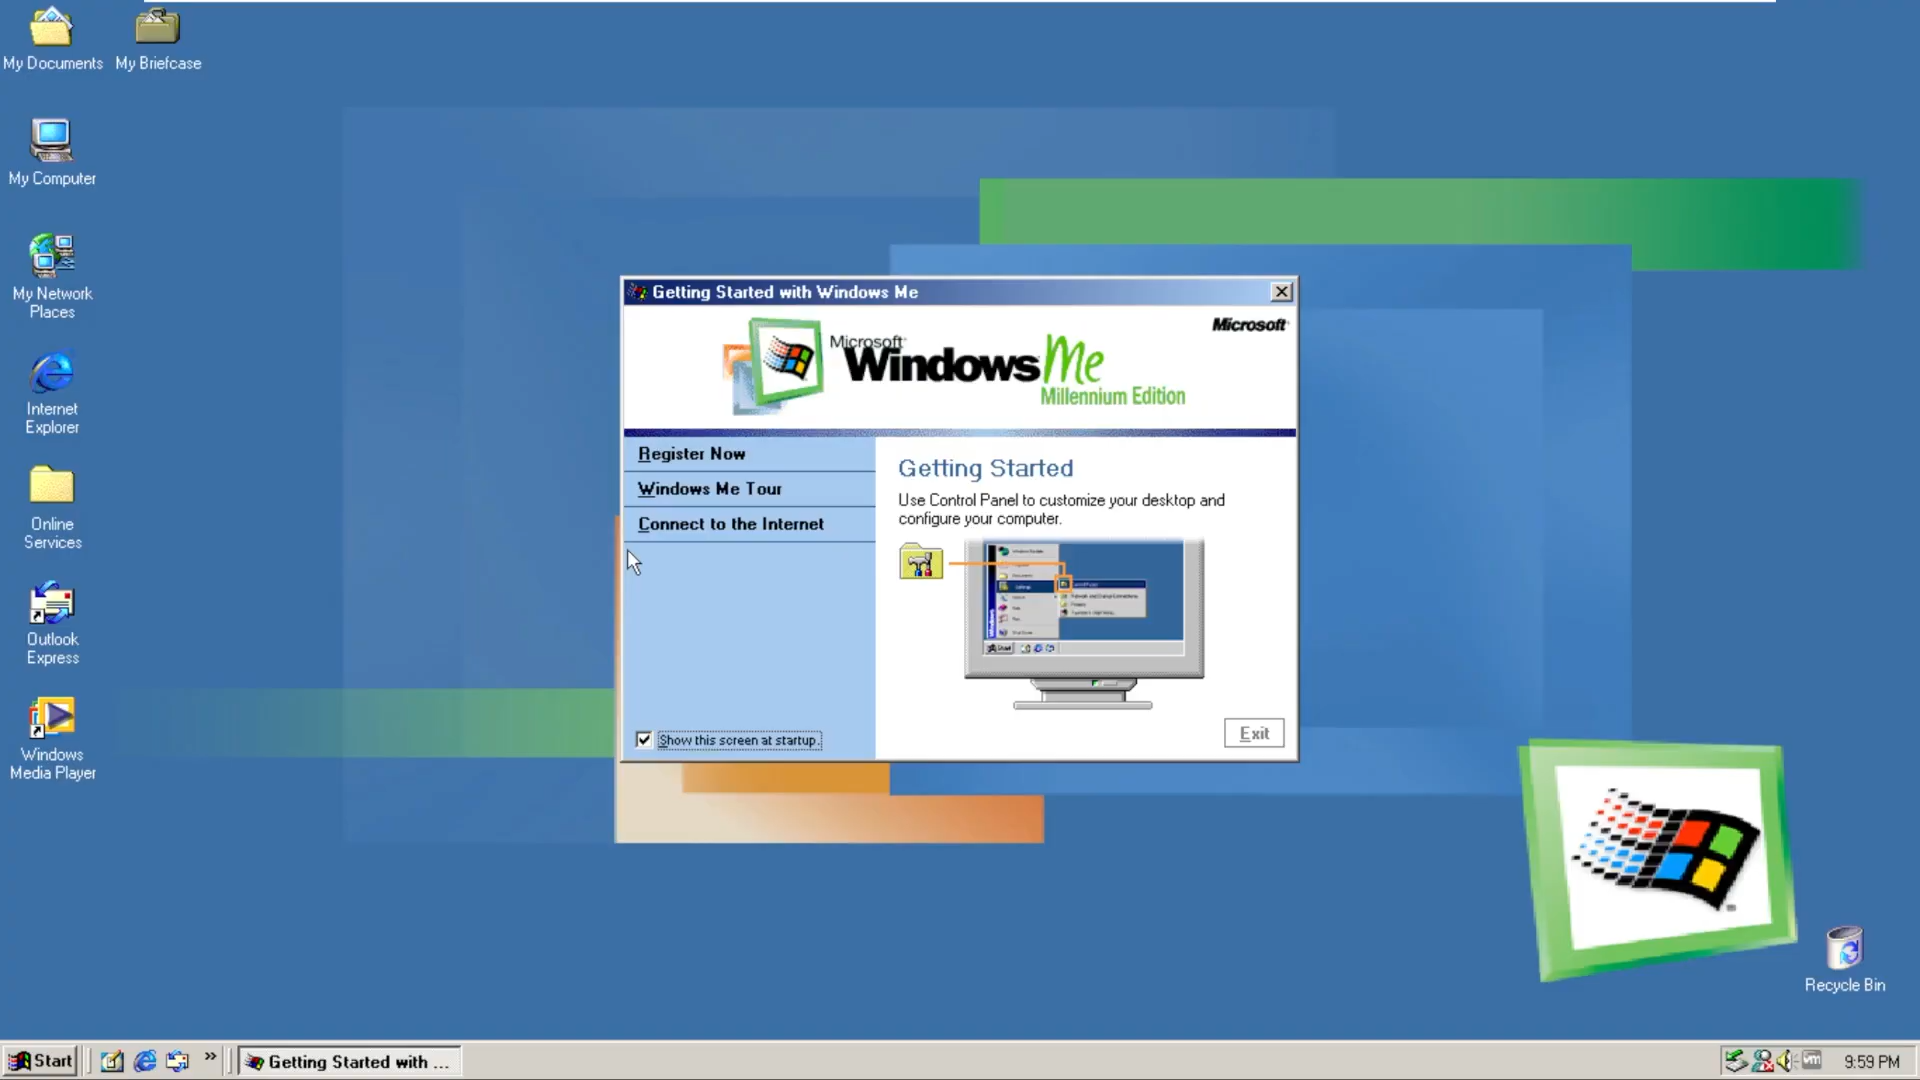 My Documents
My Briefcase
My Computer
My Network
Places
Internet
Explorer
Online
Services
Outlook
Express
Windows
Media Player
Getting Started with Windows Me
Microsoft
Microsoft
Windows Me
Millennium Edition
Register Now
Windows Me Tour
Connect to the Internet
Getting Started
Use Control Panel to customize your desktop and
configure your computer.
Start
Show this screen at startup.
Exit
Recycle Bin
Start
»
Getting Started with ...
vm
9:59 PM